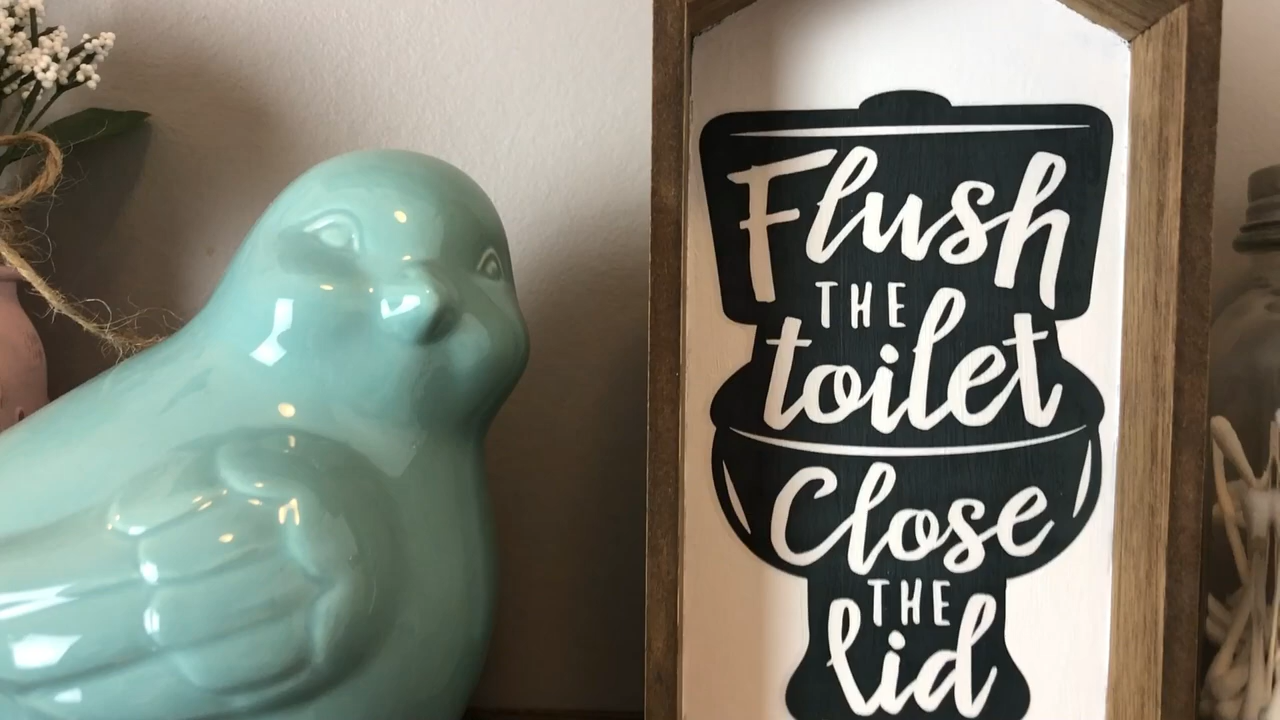 Flush
THE
toilet
Close
THE
lid